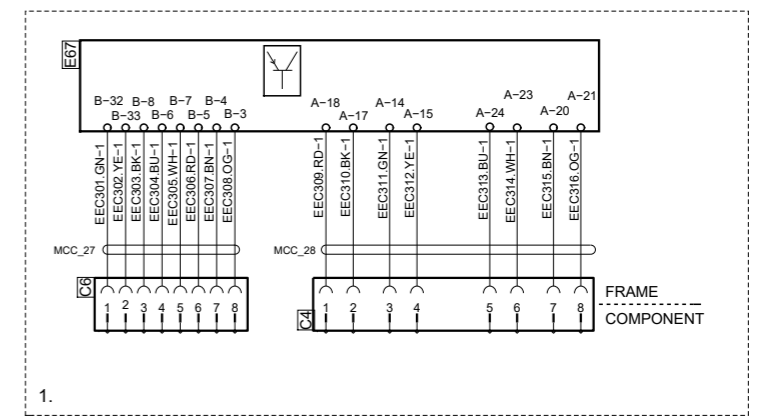 E67
B-32 B-8 B-7 B-4
B-33 B-6 B-5 B-3
A-18 A-14
A-17 A-15
A-23 A-21
A-24 A-20
EEC301.GN-1
EEC302.YE-1
EEC303.BK-1
EEC304.BU-1
EEC305.WH-1
EEC306.RD-1
EEC307.BN-1
EEC308.OG-1
EEC309.RD-1
EEC310.BK-1
EEC311.GN-1
EEC312.YE-1
EEC313.BU-1
EEC314.WH-1
EEC315.BN-1
EEC316.OG-1
MCC_27
MCC_28
C6
1 2 3 4 5 6 7 8
C4
1 2 3 4 5 6 7 8
FRAME
COMPONENT
1.